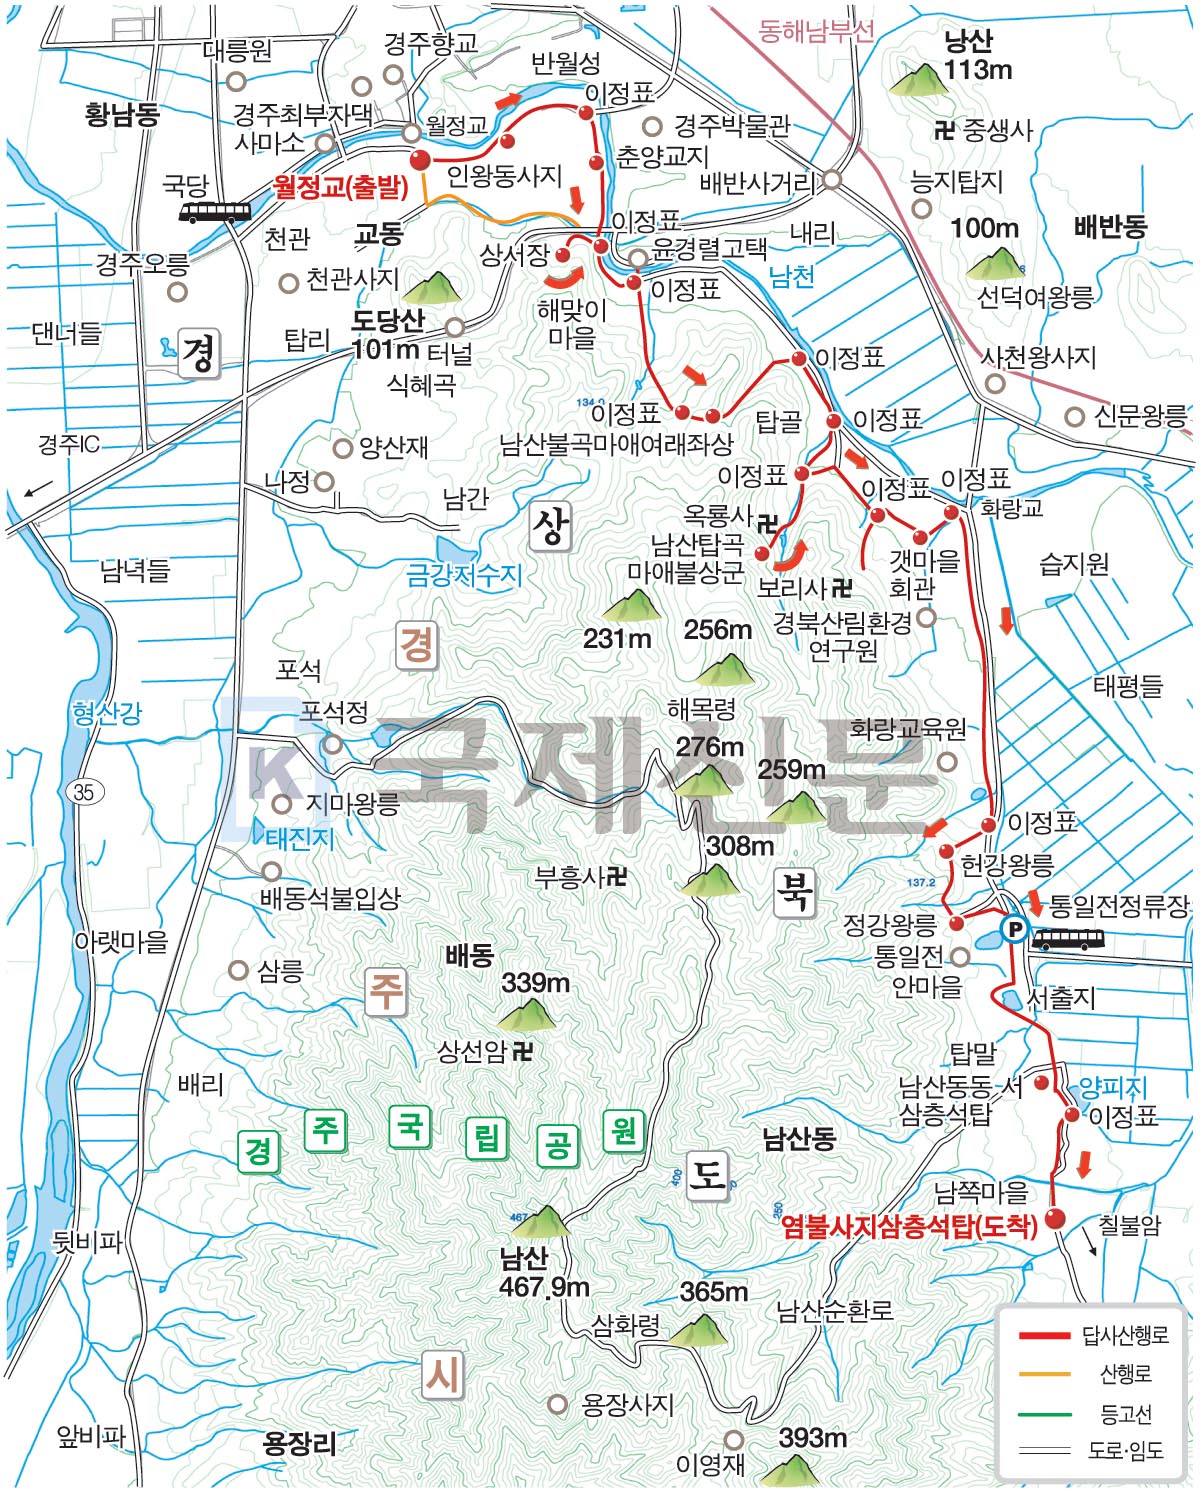 동해남부선
낭산
113m
대릉원
경주향교
반월성
이정표
황남동
경주최부자댁
월정교
경주박물관
중생사
사마소
춘양교지
인왕동사지
월정교(출발)
국당
배반사거리
능지탑지
100m
배반동
교동
이정표
천관
상서장
윤경렬고택
내리
남천
경주오릉
천관사지
이정표
선덕여왕릉
해맞이
마을
댄너들
경
탑리
도당산
101m
터널
식혜곡
이정표
사천왕사지
134.0
이정표
탑골
이정표
신문왕릉
경주IC
양산재
남산불곡마애여래좌상
나정
남간
이정표
이정표
이정표
화랑교
상
옥룡사
남산탑곡
마애불상군
갯마을
회관
습지원
남녁들
금강저수지
보리사
231m
256m
경북산림환경
연구원
경
포석
태평들
형산강
포석정
해목령
276m
화랑교육원
국제신문
K
259m
35
지마왕릉
이정표
태진지
308m
헌강왕릉
137.2
배동석불입상
부흥사
북
통일전정류장
정강왕릉
P
아랫마을
배동
339m
통일전
안마을
삼릉
주
서출지
상선암
탑말
배리
남산동동 서
삼층석탑
양피지
이정표
경 주 국 립 공 원
남산동
도
400
350
남쪽마을
467
염불사지삼층석탑(도착)
칠불암
뒷비파
남산
467.9m
365m
남산순환로
삼화령
답사산행로
산행로
등고선
도로·임도
시
용장사지
앞비파
용장리
이영재
393m